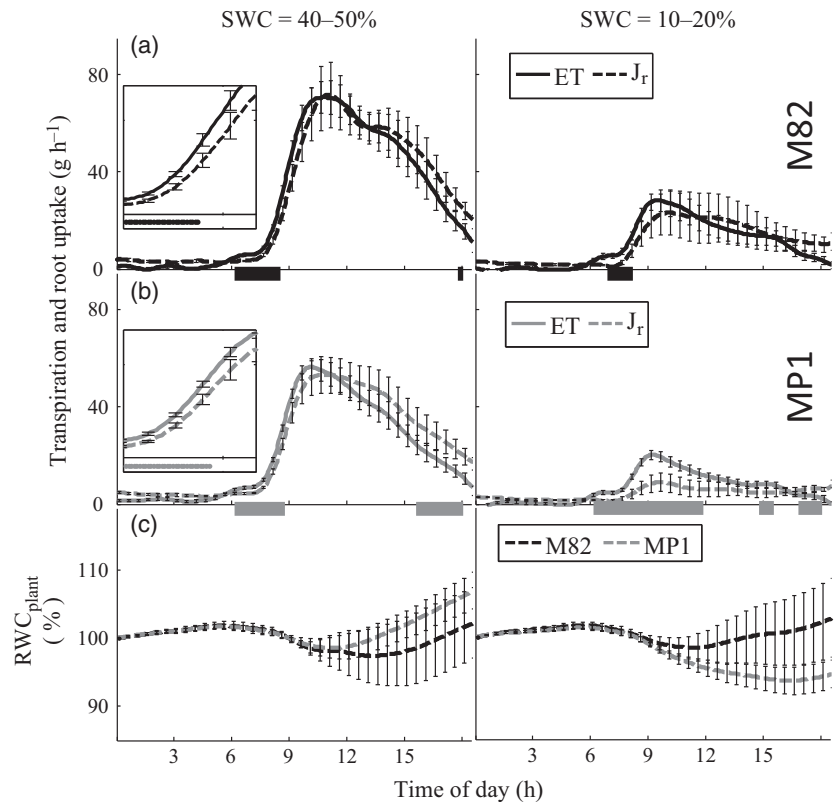 SWC = 40–50%
SWC = 10–20%
(a)
80
40
0
ET
J_r
M82
Transpiration and root uptake (g h⁻¹)
(b)
80
40
0
ET
J_r
MP1
(c)
110
100
90
RWC_plant
( % )
M82
MP1
3
6
9
12
15
3
6
9
12
15
Time of day (h)